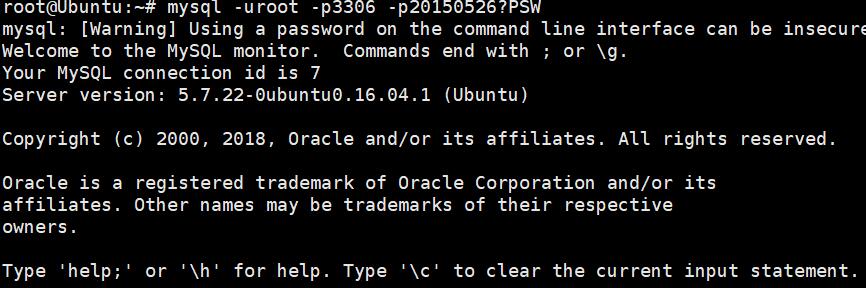 root@Ubuntu:~# mysql -uroot -p3306 -p20150526?PSW
mysql: [Warning] Using a password on the command line interface can be insecure
Welcome to the MySQL monitor.  Commands end with ; or \g.
Your MySQL connection id is 7
Server version: 5.7.22-0ubuntu0.16.04.1 (Ubuntu)

Copyright (c) 2000, 2018, Oracle and/or its affiliates. All rights reserved.

Oracle is a registered trademark of Oracle Corporation and/or its
affiliates. Other names may be trademarks of their respective
owners.

Type 'help;' or '\h' for help. Type '\c' to clear the current input statement.